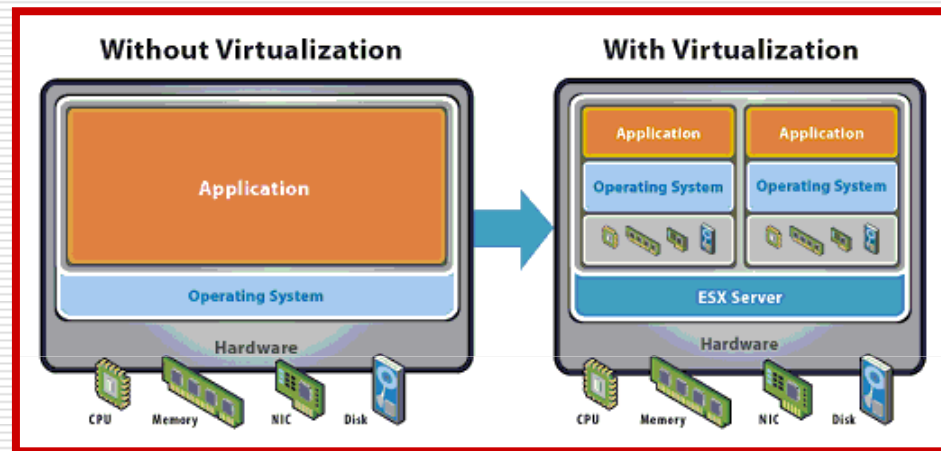 Without Virtualization
With Virtualization
Application
Operating System
Hardware
CPU
Memory
NIC
Disk
Application
Application
Operating System
Operating System
ESX Server
Hardware
CPU
Memory
NIC
Disk